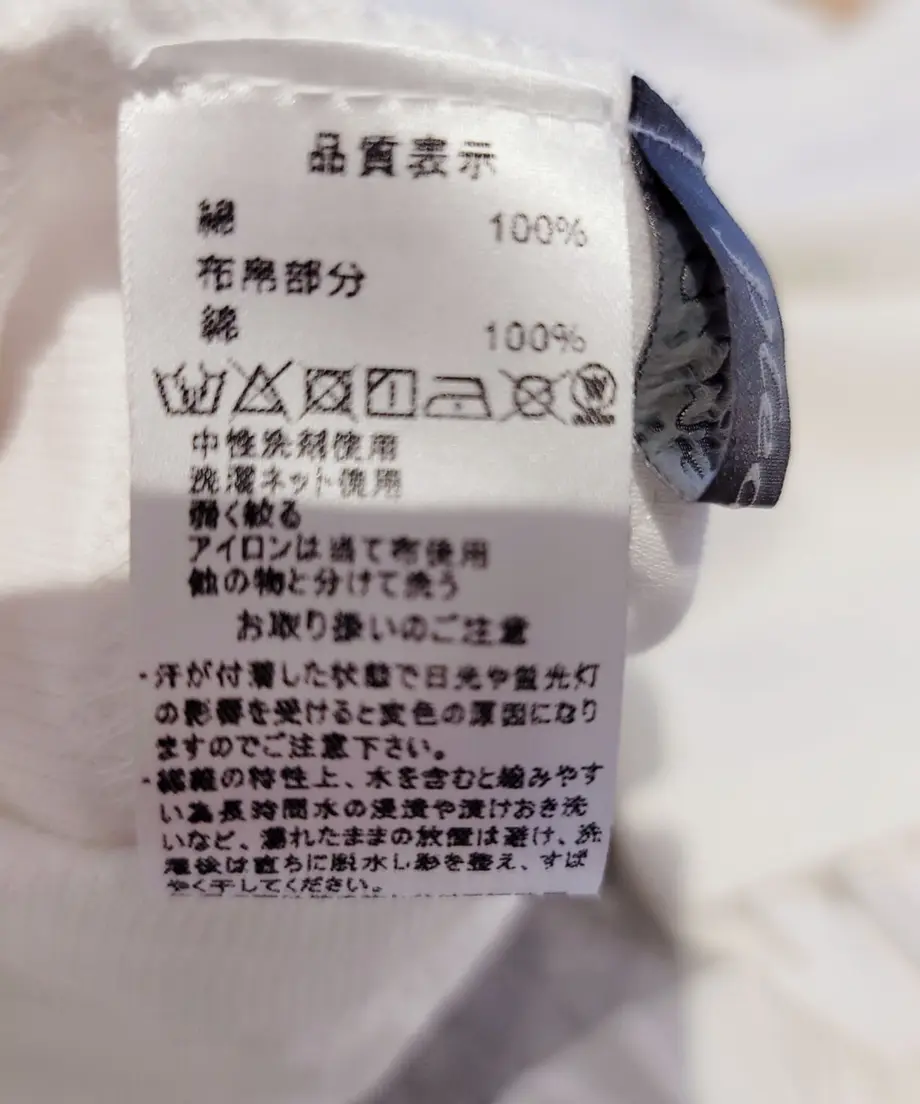 品質表示
綿 100%
布帛部分
綿 100%
中性洗剤使用
洗濯ネット使用
弱く絞る
アイロンは当て布使用
他の物と分けて洗う
お取り扱いのご注意
・汗が付着した状態で日光や蛍光灯
の影響を受けると変色の原因になり
ますのでご注意下さい。
・繊維の特性上、水を含むと縮みやす
い為長時間水の浸漬や漬けおき洗
いなど、濡れたままの放置は避け、洗
濯後は直ちに脱水し形を整え、すば
やく干してください。